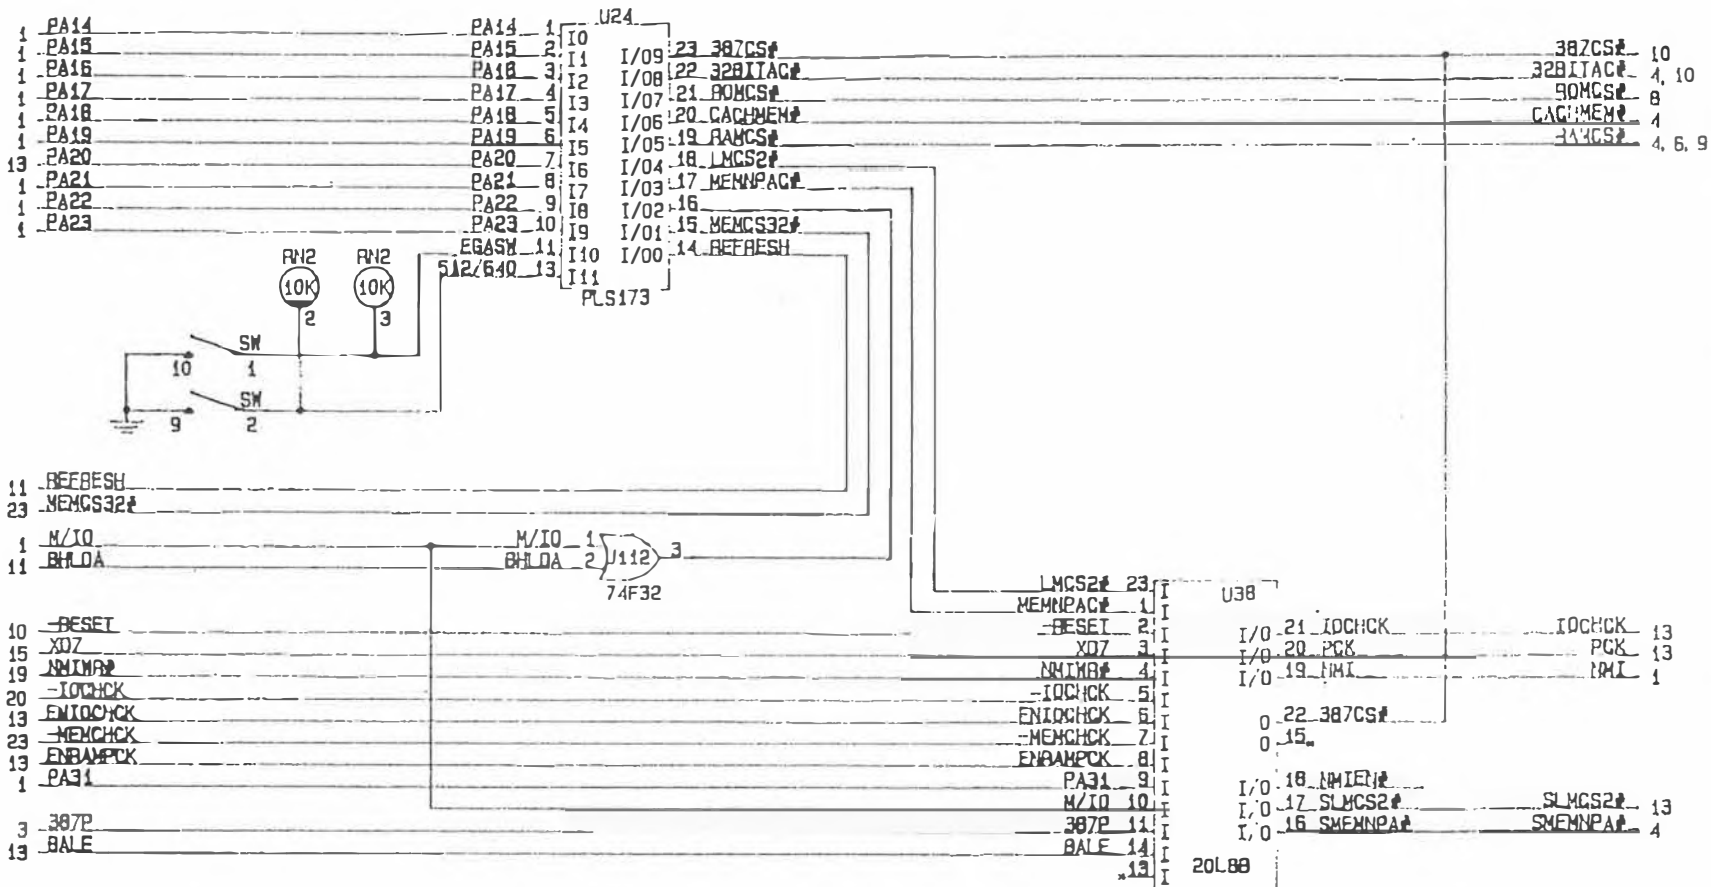 U24
1 PA14 PA14 1 I0
1 PA15 PA15 2 I1 I/09 23 387CS# 387CS# 10
1 PA16 PA16 3 I2 I/08 22 32BITAC# 32BITAC# 4, 10
1 PA17 PA17 4 I3 I/07 21 ROMCS# ROMCS# 8
1 PA18 PA18 5 I4 I/06 20 CACHMEM# CACHMEM# 4
1 PA19 PA19 6 I5 I/05 19 RAMCS# RAMCS# 4, 6, 9
13 PA20 PA20 7 I6 I/04 18 LMCS2#
1 PA21 PA21 8 I7 I/03 17 MEMNPAC#
1 PA22 PA22 9 I8 I/02 16
1 PA23 PA23 10 I9 I/01 15 MEMCS32#
EGASW 11 I10 I/00 14 REFRESH
512/640 13 I11
PLS173
RN2 RN2
10K 10K
2 3
SW
10 1
SW
9 2
11 REFRESH
23 MEMCS32#
1 M/IO M/IO 1
11 BHLDA BHLDA 2 U112 3
74F32
LMCS2# 23 I U38
MEMNPAC# 1 I
10 -RESET -RESET 2 I I/O 21 IOCHCK IOCHCK 13
15 XD7 XD7 3 I I/O 20 PCK PCK 13
19 NMIWR# NMIWR# 4 I I/O 19 NMI NMI 1
20 -IOCHCK -IOCHCK 5 I
13 ENIOCHCK ENIOCHCK 6 I O 22 387CS#
23 -MEMCHCK -MEMCHCK 7 I O 15
13 ENRAMPCK ENRAMPCK 8 I
1 PA31 PA31 9 I I/O 18 NMIEN#
M/IO 10 I I/O 17 SLMCS2# SLMCS2# 13
3 387P 387P 11 I I/O 16 SMEMNPA# SMEMNPA# 4
13 BALE BALE 14 I
13 I 20L8B